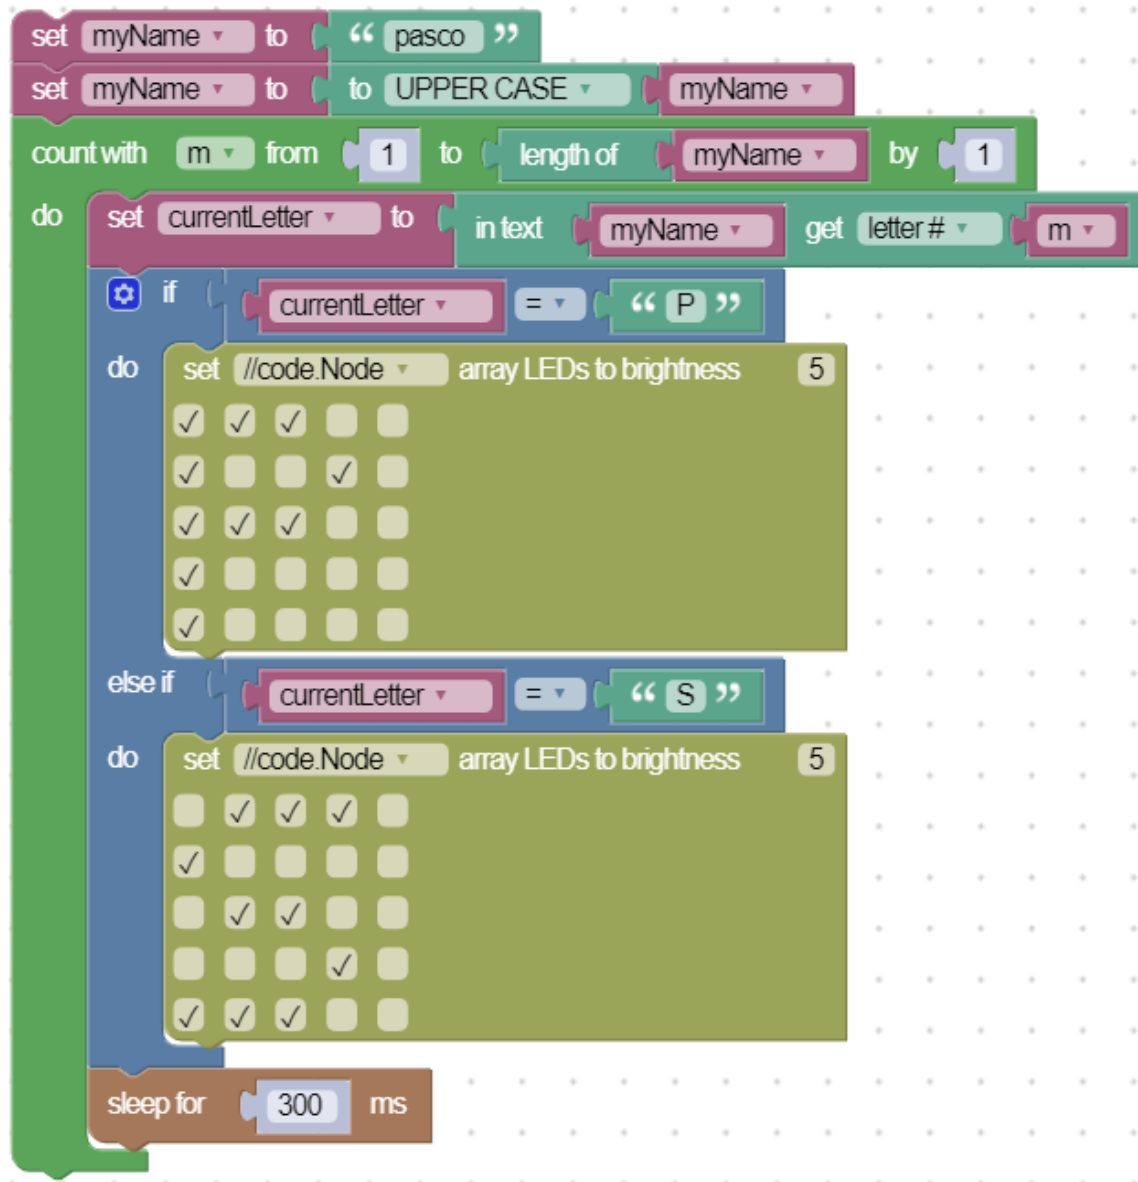 set myName to “ pasco ”
set myName to to UPPER CASE myName
count with m from 1 to length of myName by 1
do set currentLetter to in text myName get letter # m
if currentLetter = “ P ”
do set //code.Node array LEDs to brightness 5
✓ ✓ ✓
✓ ✓
✓ ✓ ✓
✓
✓
else if currentLetter = “ S ”
do set //code.Node array LEDs to brightness 5
✓ ✓ ✓
✓
✓ ✓
✓
✓ ✓ ✓
sleep for 300 ms